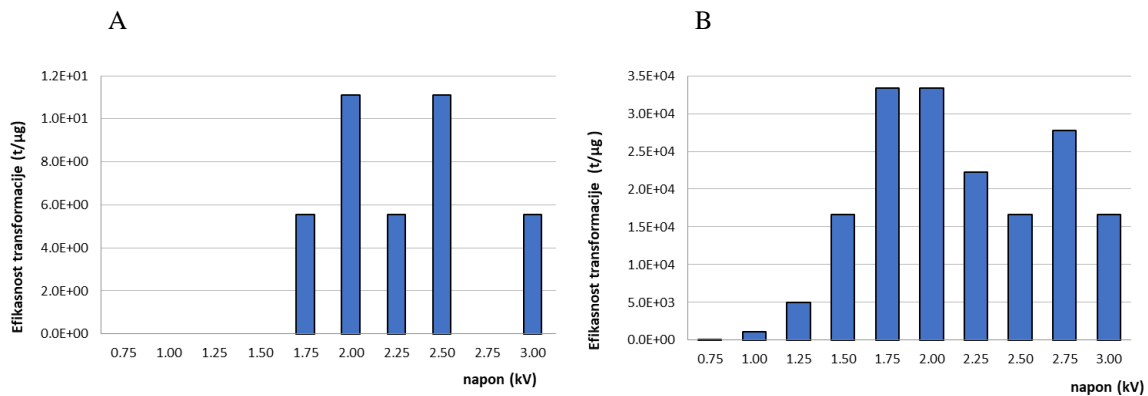 A
Efikasnost transformacije (t/µg)
1.2E+01
1.0E+01
8.0E+00
6.0E+00
4.0E+00
2.0E+00
0.0E+00
0.75 1.00 1.25 1.50 1.75 2.00 2.25 2.50 2.75 3.00
napon (kV)
B
Efikasnost transformacije (t/µg)
3.5E+04
3.0E+04
2.5E+04
2.0E+04
1.5E+04
1.0E+04
5.0E+03
0.0E+00
0.75 1.00 1.25 1.50 1.75 2.00 2.25 2.50 2.75 3.00
napon (kV)